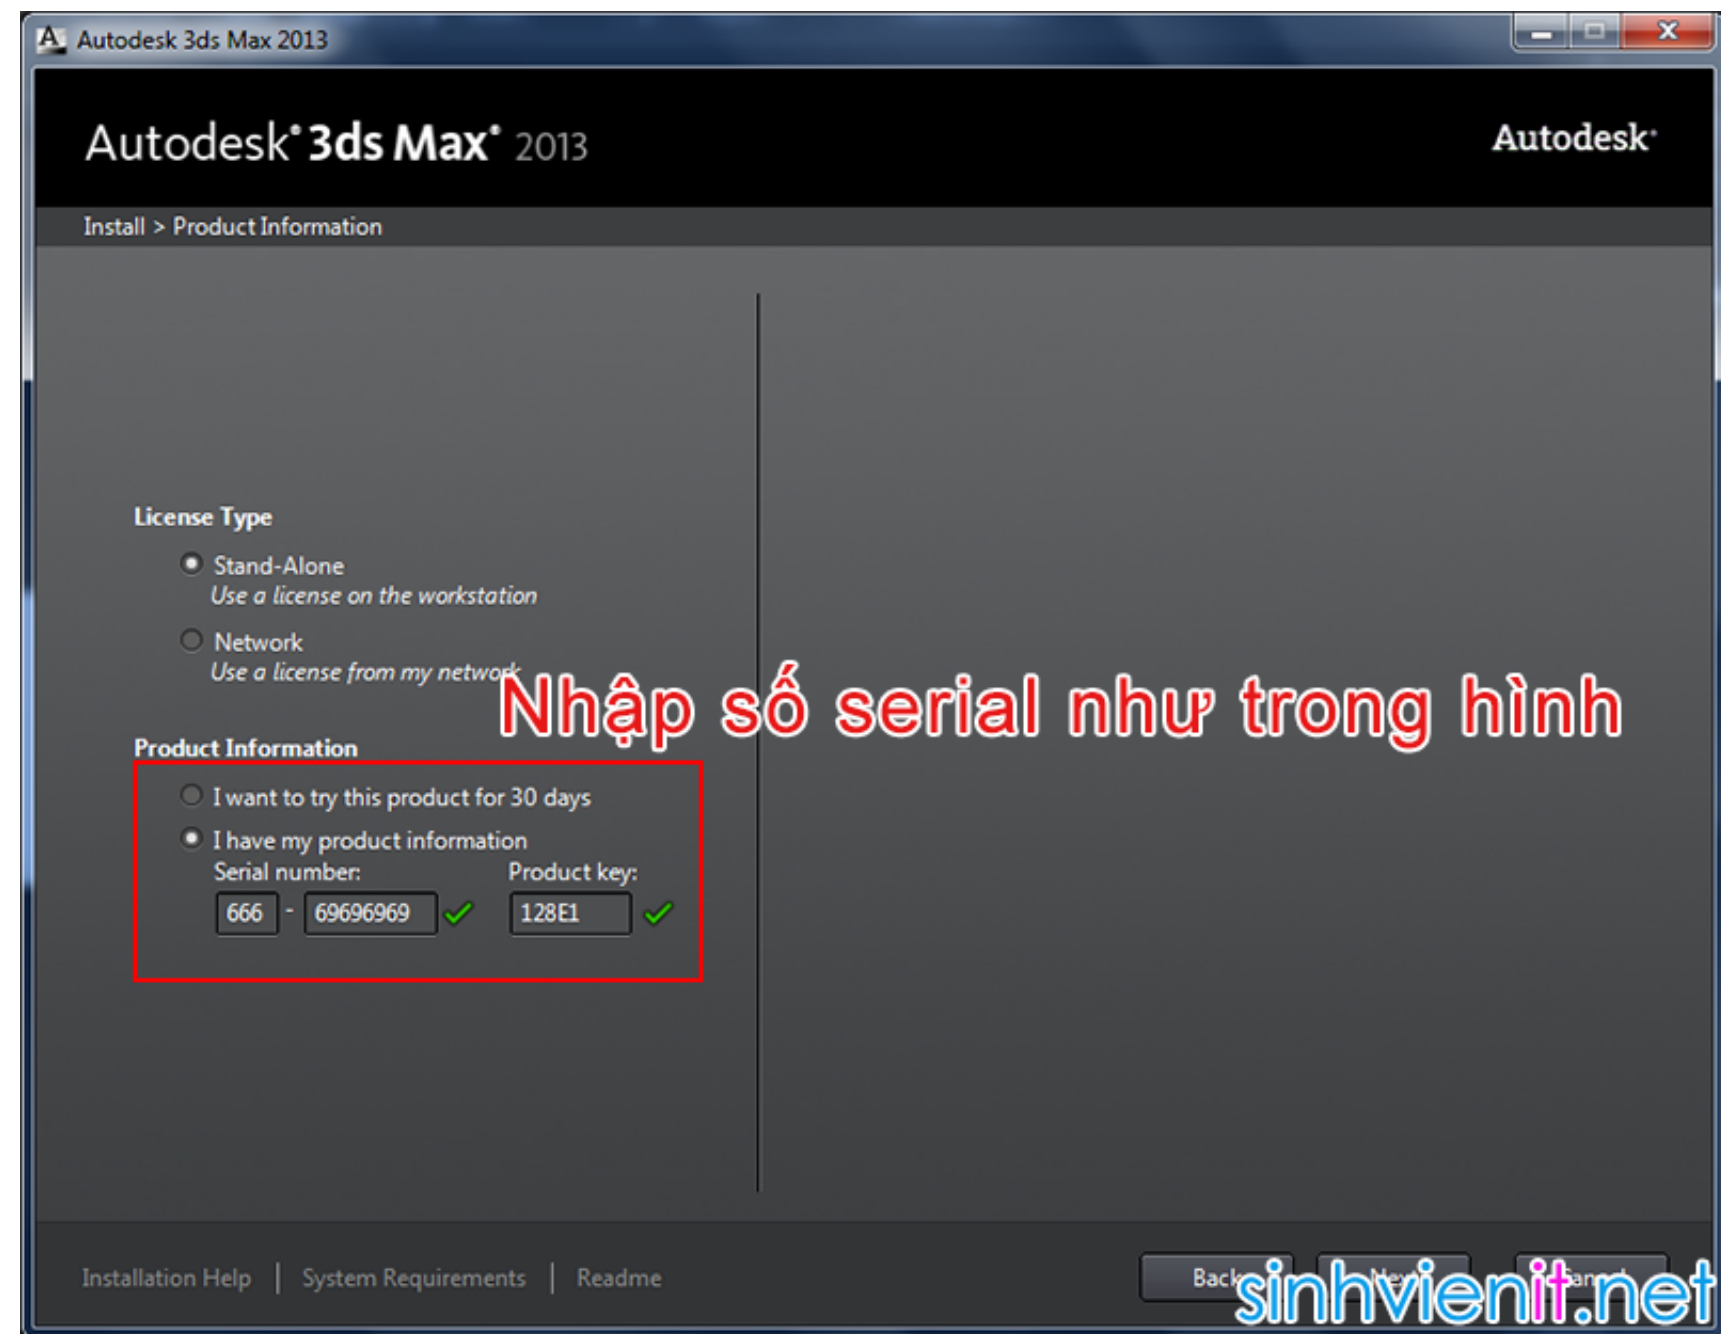 Autodesk 3ds Max 2013
Autodesk® 3ds Max® 2013
Autodesk®
Install > Product Information
License Type
Stand-Alone
Use a license on the workstation
Network
Use a license from my network
Nhập số serial như trong hình
Product Information
I want to try this product for 30 days
I have my product information
Serial number: Product key:
666 - 69696969 128E1
Installation Help | System Requirements | Readme
Back Next Cancel
sinhvienit.net